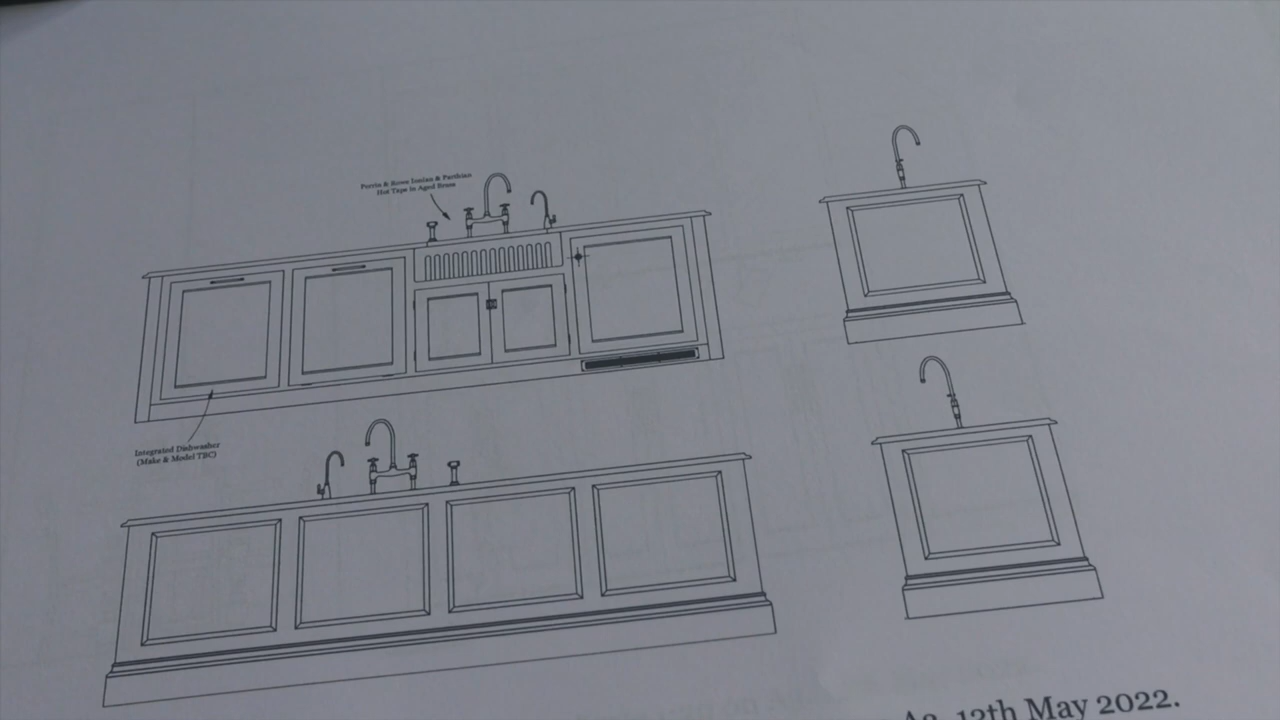 Perrin & Rowe Ionian & Parthian
Hot Taps in Aged Brass
Integrated Dishwasher
(Make & Model TBC)
12th May 2022.